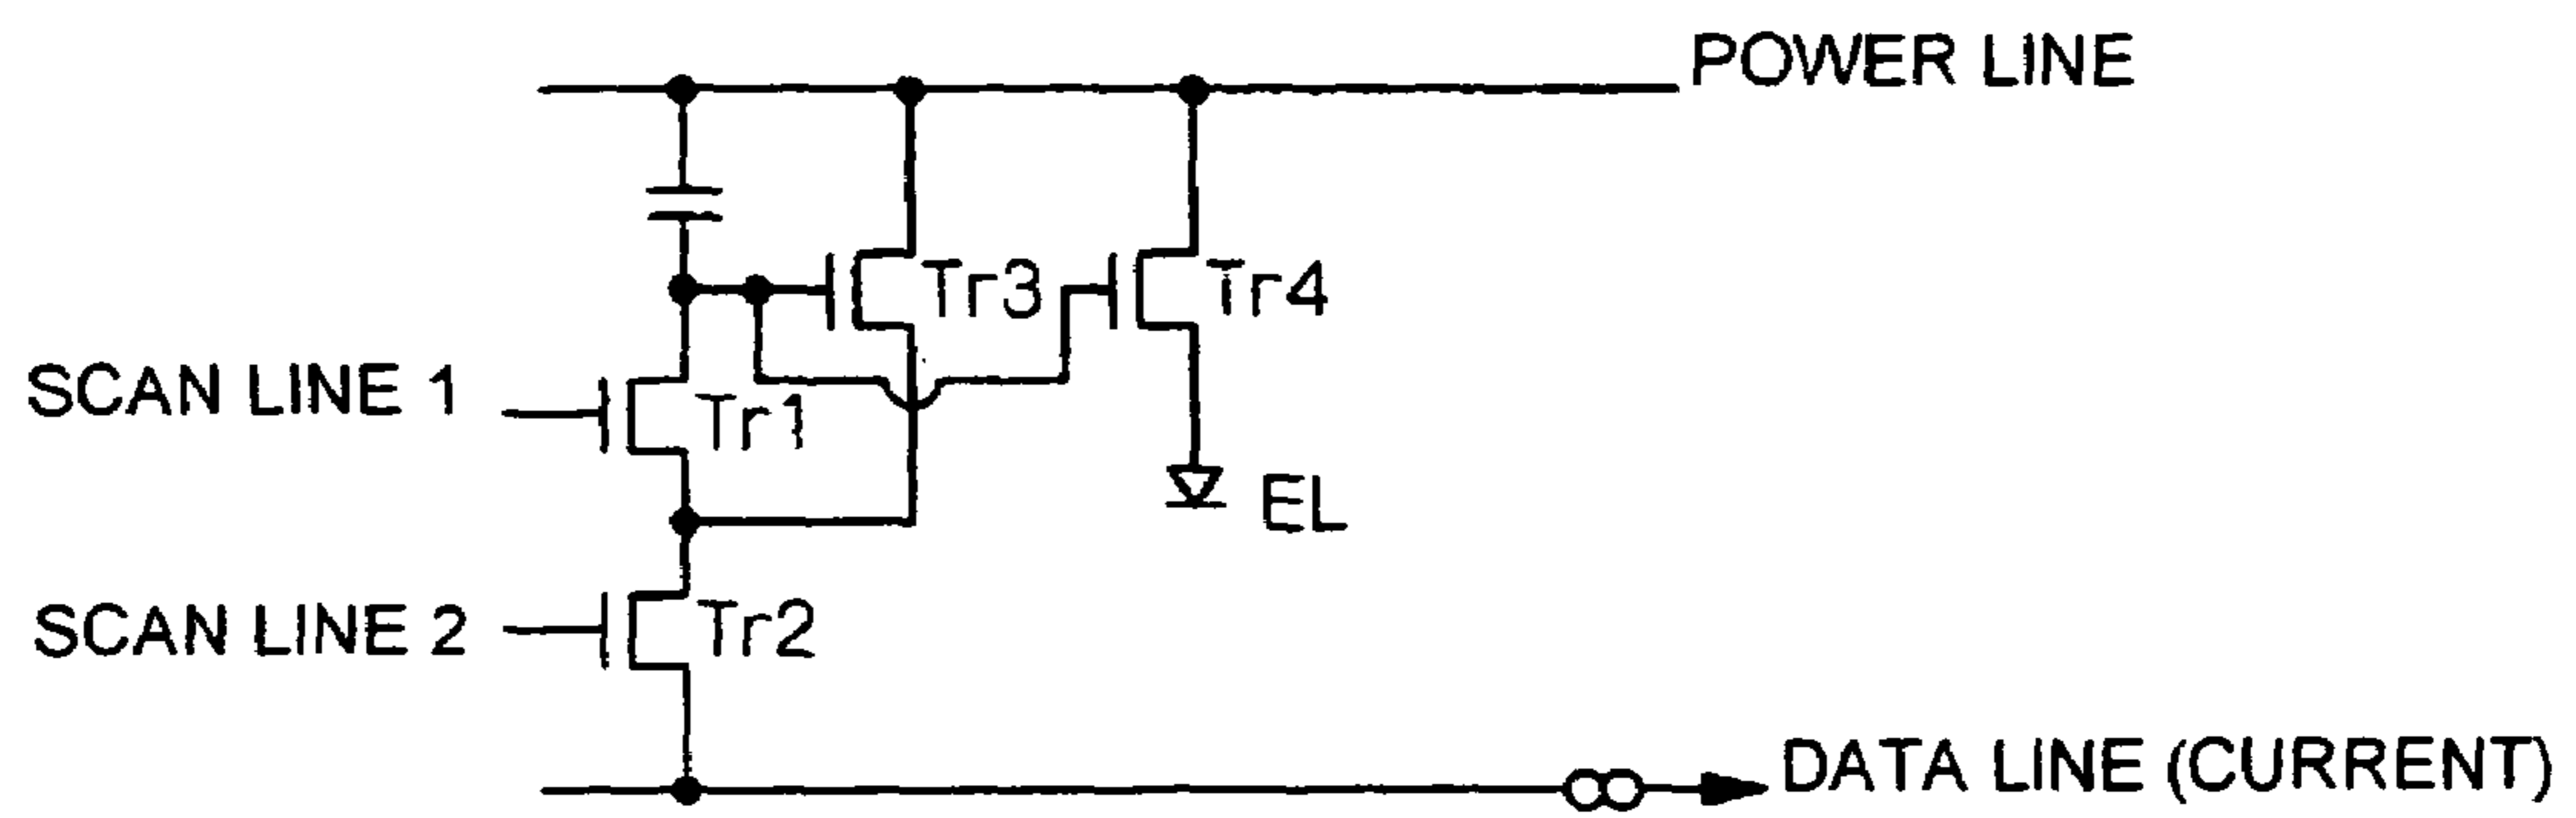 POWER LINE
Tr3
Tr4
SCAN LINE 1
Tr1
EL
SCAN LINE 2
Tr2
DATA LINE (CURRENT)